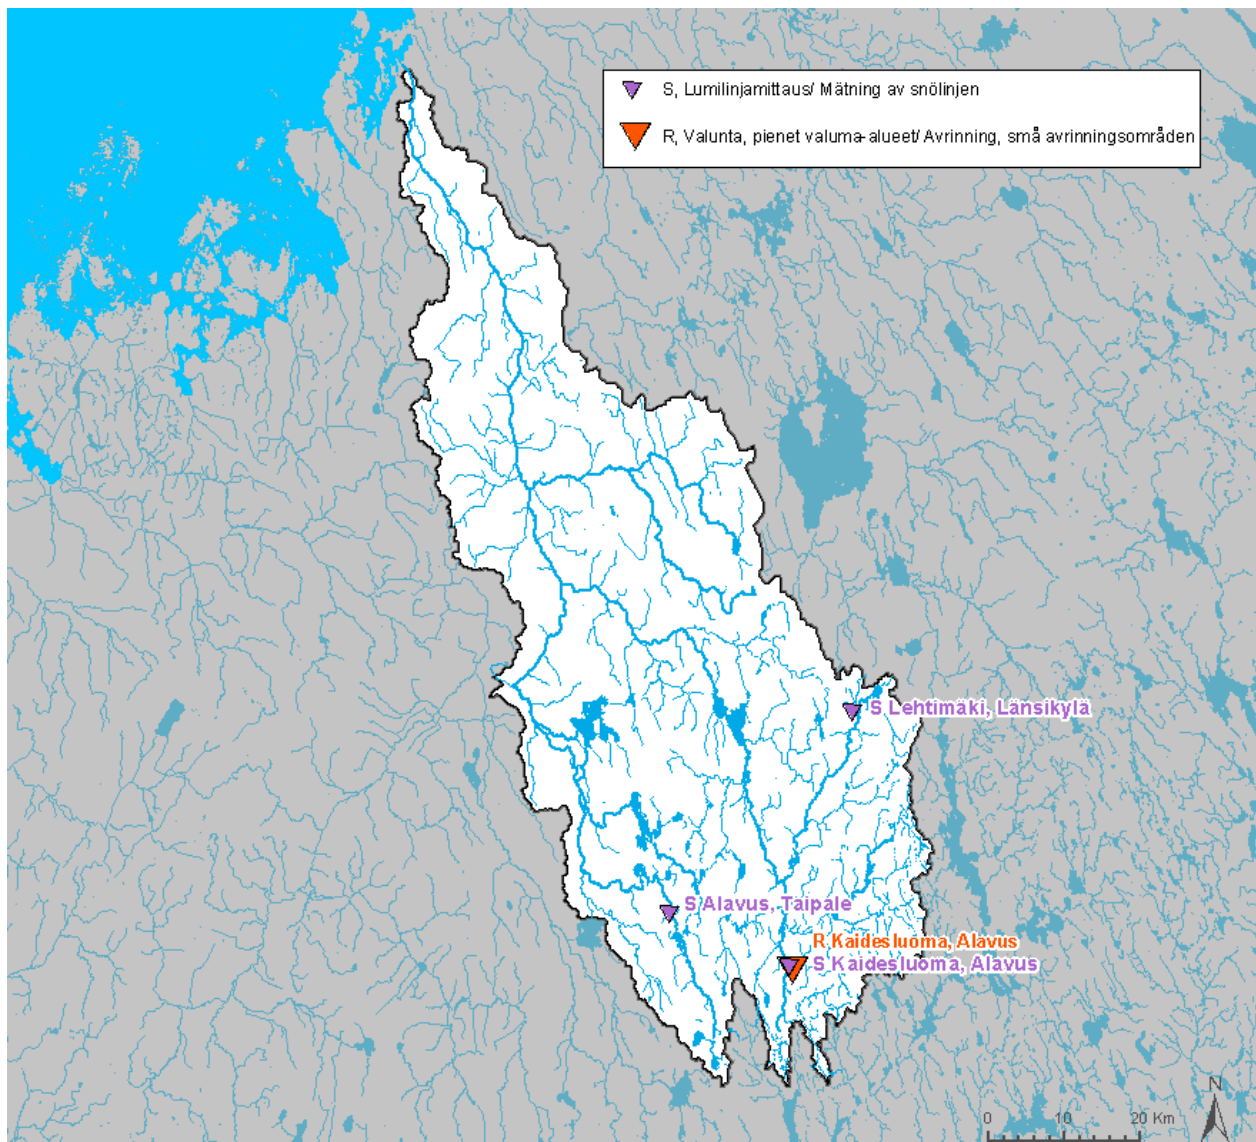 S, Lumilinjamittaus/ Mätning av snölinjen
R, Valunta, pienet valuma-alueet/ Avrinning, små avrinningsområden
S Lehtimäki, Länsikylä
S Alavus, Taipale
R Kaidesluoma, Alavus
S Kaidesluoma, Alavus
N
0 10 20 Km